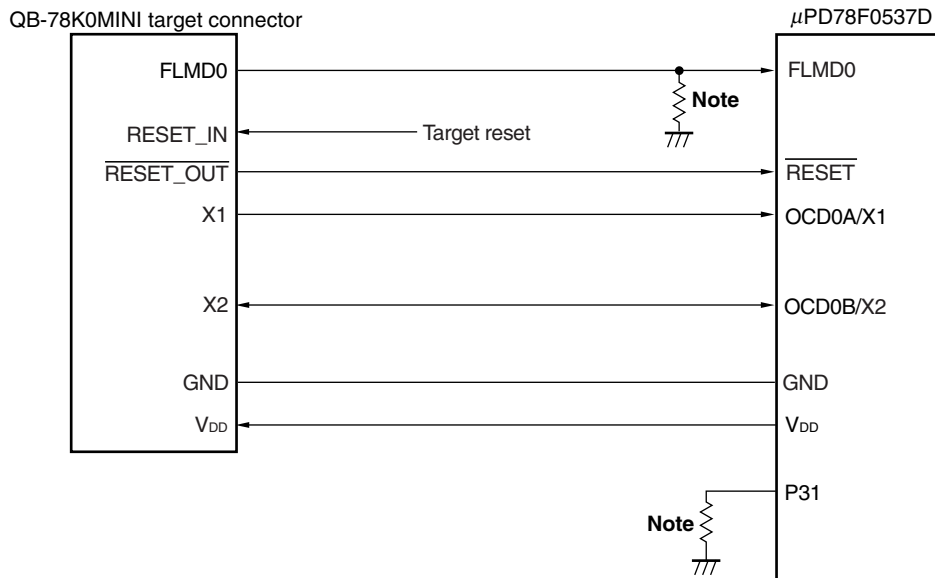 QB-78K0MINI target connector
μPD78F0537D
FLMD0
FLMD0
Note
RESET_IN
Target reset
RESET_OUT
RESET
X1
OCD0A/X1
X2
OCD0B/X2
GND
GND
VDD
VDD
P31
Note